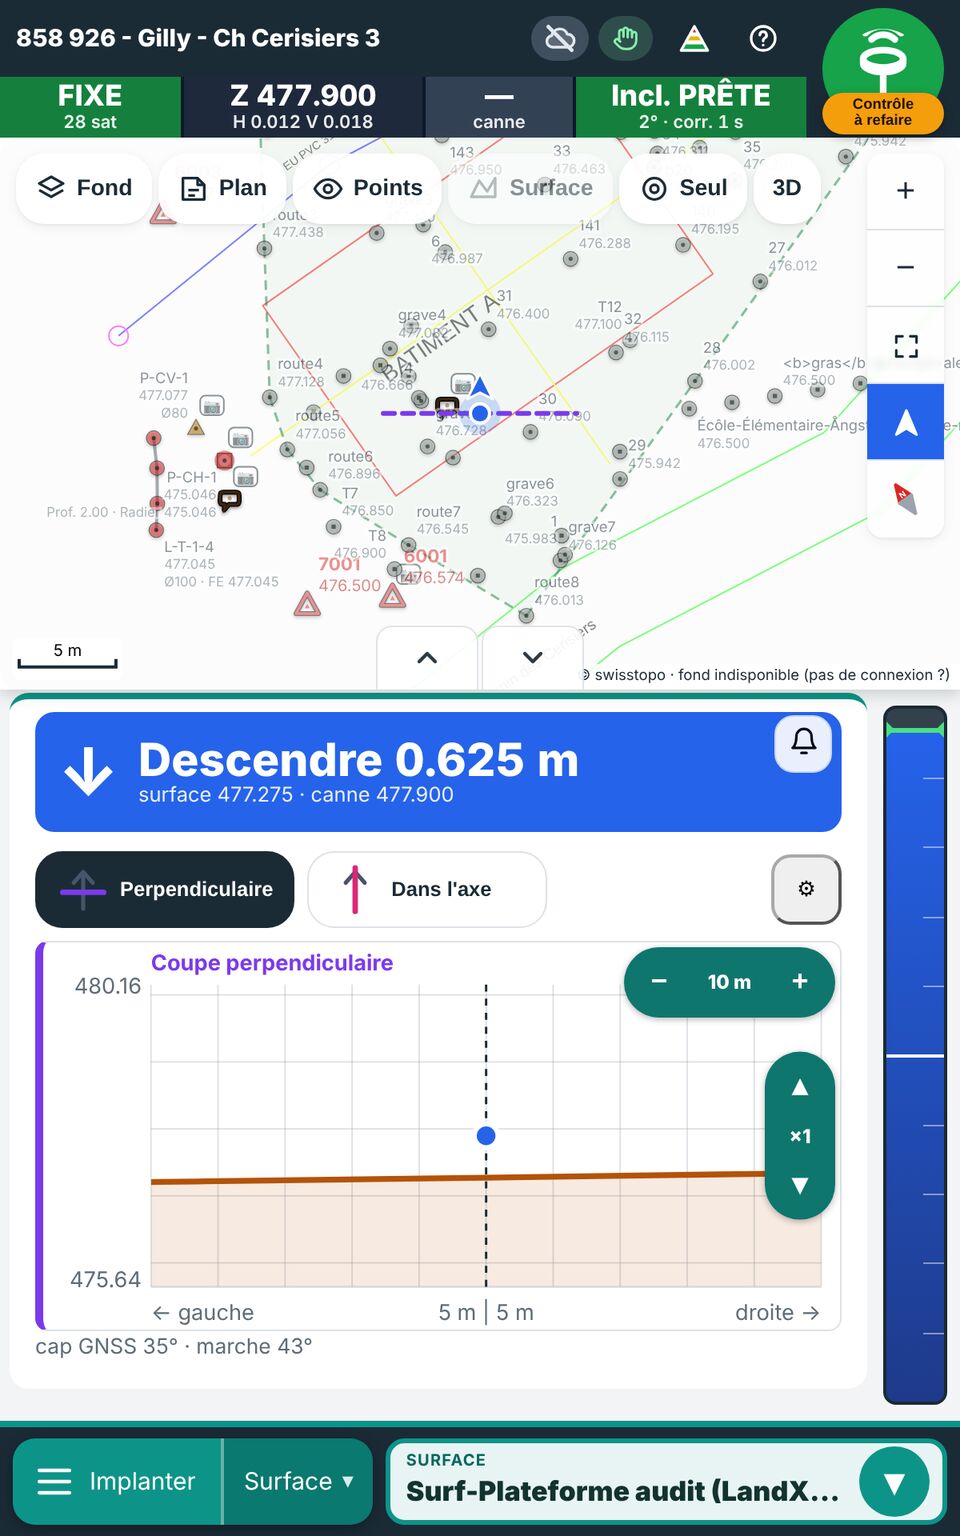 858 926 - Gilly - Ch Cerisiers 3
Contrôle
à refaire
FIXE
28 sat
Z 477.900
H 0.012 V 0.018
—
canne
Incl. PRÊTE
2° · corr. 1 s
Fond
Plan
Points
Surface
Seul
3D
EU PVC
143
476.950
33
476.463
35
475.942
477.438
6
476.987
141
476.288
476.195
27
476.012
31
476.400
grave4
BATIMENT A
T12
477.100
32
476.115
28
476.002
<b>gras</b
476.500
P-CV-1
477.077
Ø80
route4
477.128
476.666
30
476.090
476.728
École-Élémentaire-Ångs
476.500
route5
477.056
29
475.942
route6
476.896
P-CH-1
475.046
475.046
Prof. 2.00 · Radier
T7
476.850
grave6
476.323
route7
476.545
1
475.983
grave7
476.126
T8
476.900
L-T-1-4
477.045
Ø100 · FE 477.045
7001
476.500
6001
476.574
route8
476.013
5 m
© swisstopo · fond indisponible (pas de connexion ?)
Descendre 0.625 m
surface 477.275 · canne 477.900
Perpendiculaire
Dans l'axe
Coupe perpendiculaire
− 10 m +
480.16
▲
×1
▼
475.64
← gauche
5 m | 5 m
droite →
cap GNSS 35° · marche 43°
Implanter
Surface ▾
SURFACE
Surf-Plateforme audit (LandX...